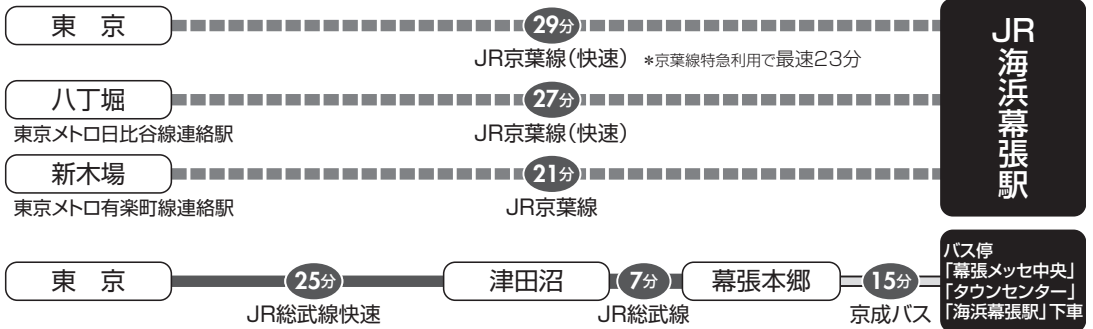 東 京
29分
JR京葉線(快速) *京葉線特急利用で最速23分
八丁堀
27分
東京メトロ日比谷線連絡駅
JR京葉線(快速)
新木場
21分
東京メトロ有楽町線連絡駅
JR京葉線
JR海浜幕張駅
東 京
25分
JR総武線快速
津田沼
7分
JR総武線
幕張本郷
15分
京成バス
バス停
「幕張メッセ中央」
「タウンセンター」
「海浜幕張駅」下車